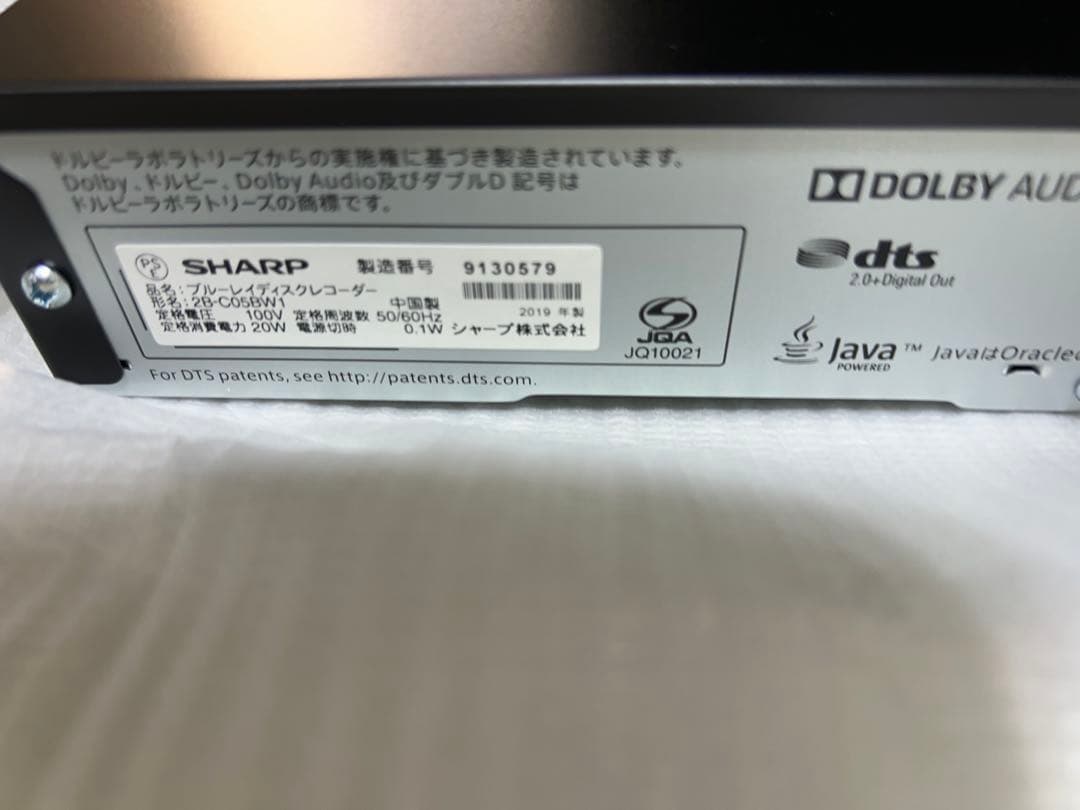 ドルビーラボラトリーズからの実施権に基づき製造されています。
Dolby、ドルビー、Dolby Audio及びダブルD 記号は
ドルビーラボラトリーズの商標です。
DOLBY AUD
dts
2.0+Digital Out
PSE SHARP 製造番号 9130579
品名:ブルーレイディスクレコーダー
形名:2B-C05BW1 中国製
定格電圧 100V 定格周波数 50/60Hz 2019 年製
定格消費電力 20W 電源切時 0.1W シャープ株式会社
JQA
JQ10021
Java™ JavaはOracle
POWERED
For DTS patents, see http://patents.dts.com.